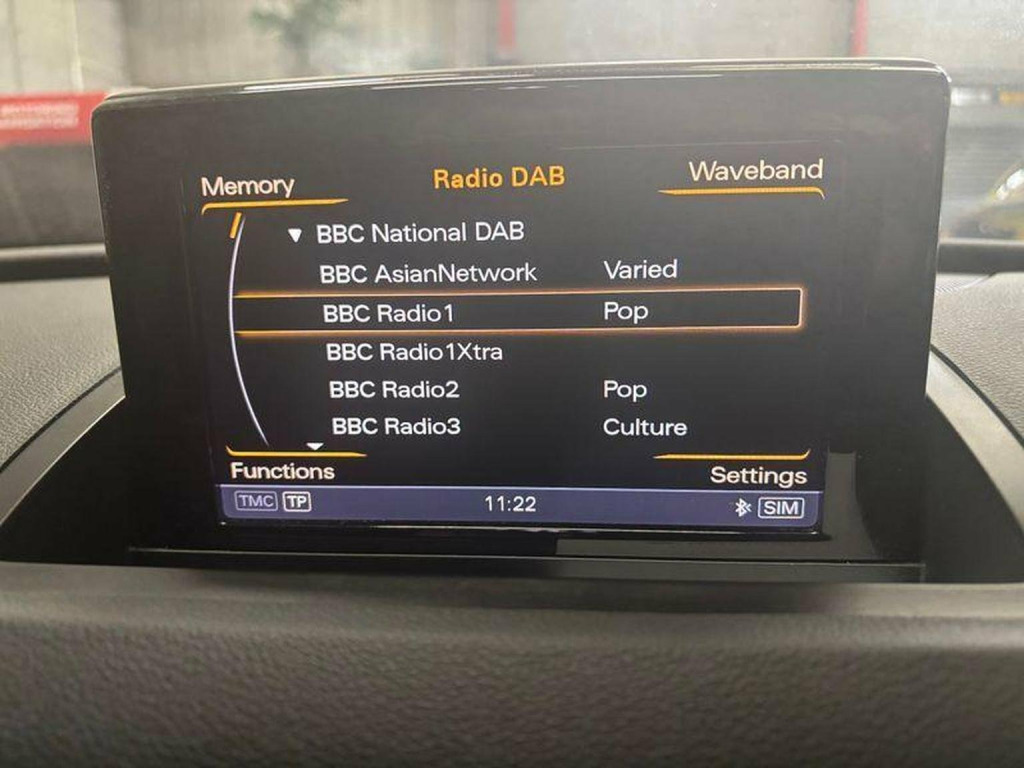 Memory Radio DAB Waveband
BBC National DAB
BBC AsianNetwork Varied
BBC Radio1 Pop
BBC Radio1Xtra
BBC Radio2 Pop
BBC Radio3 Culture
Functions Settings
TMC TP 11:22 SIM